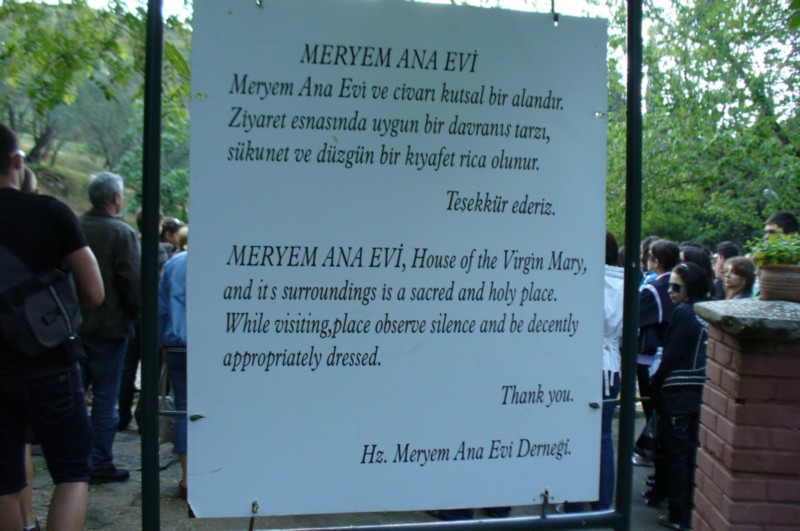 MERYEM ANA EVİ
Meryem Ana Evi ve civarı kutsal bir alandır.
Ziyaret esnasında uygun bir davranıs tarzı,
sükunet ve düzgün bir kıyafet rica olunur.
Tesekkür ederiz.
MERYEM ANA EVİ, House of the Virgin Mary,
and it s surroundings is a sacred and holy place.
While visiting,place observe silence and be decently
appropriately dressed.
Thank you.
Hz. Meryem Ana Evi Derneği.